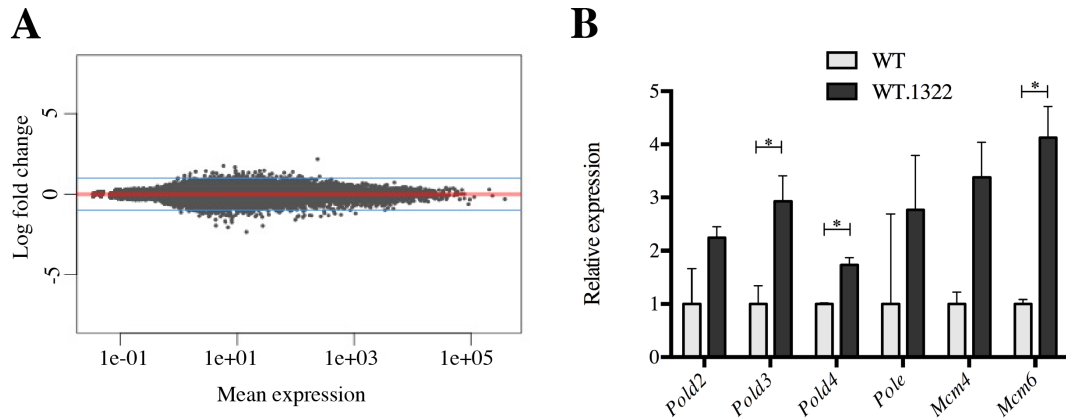 A
Log fold change
5
0
-5
1e-01 1e+01 1e+03 1e+05
Mean expression
B
WT
WT.1322
Relative expression
5
4
3
2
1
0
* * * *
Pold2 Pold3 Pold4 Pole Mcm4 Mcm6